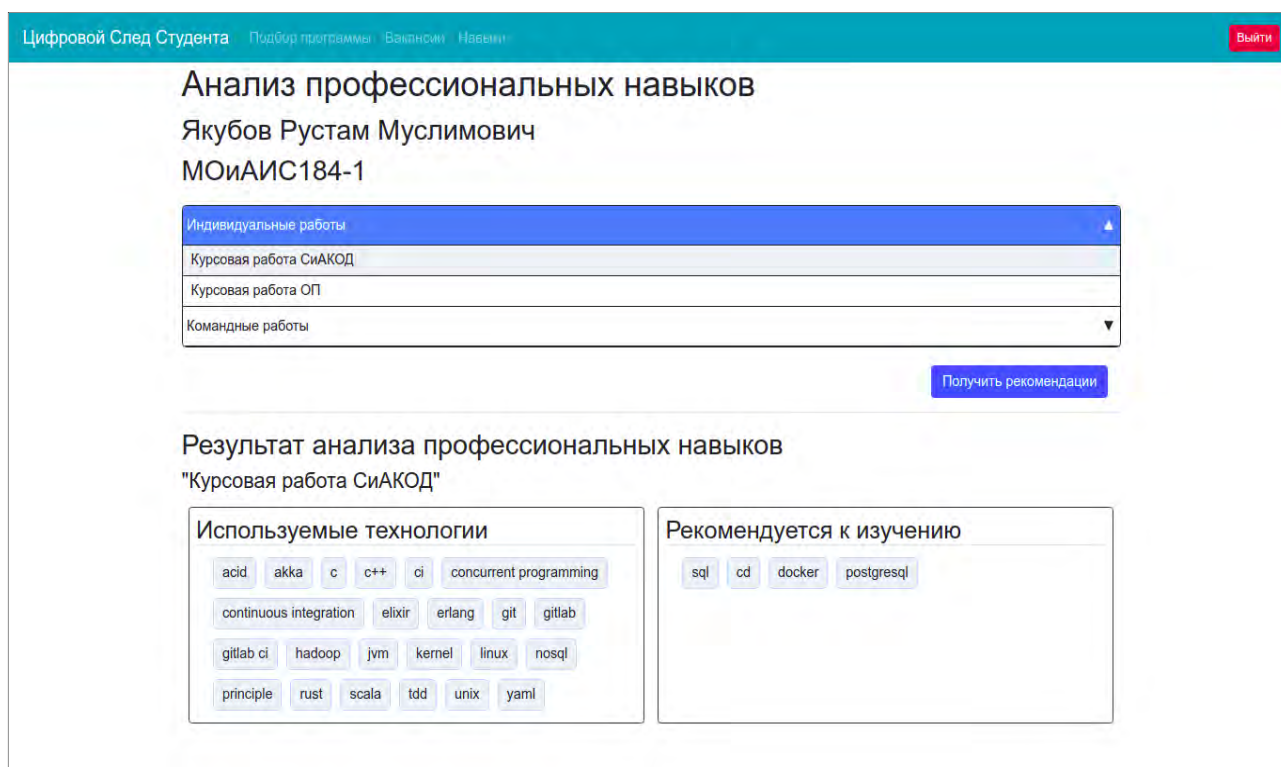 Цифровой След Студента Подбор программы Вакансии Навыки Выйти
Анализ профессиональных навыков
Якубов Рустам Муслимович
МОиАИС184-1
Индивидуальные работы ▲
Курсовая работа СиАКОД
Курсовая работа ОП
Командные работы ▼
Получить рекомендации
Результат анализа профессиональных навыков
"Курсовая работа СиАКОД"
Используемые технологии
acid akka c c++ ci concurrent programming
continuous integration elixir erlang git gitlab
gitlab ci hadoop jvm kernel linux nosql
principle rust scala tdd unix yaml
Рекомендуется к изучению
sql cd docker postgresql